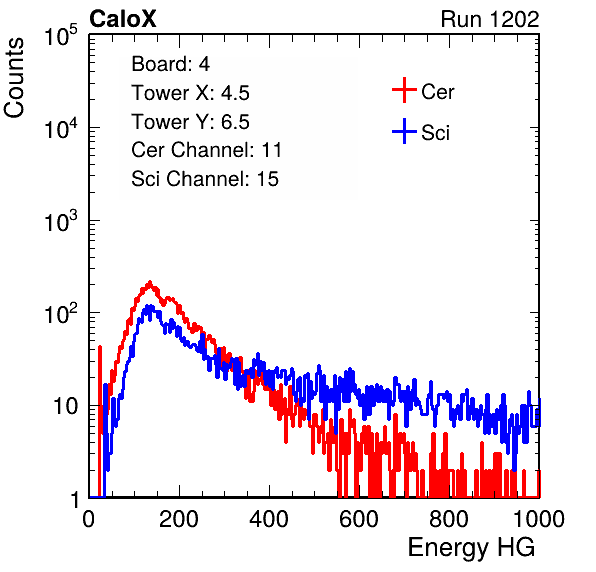 CaloX Run 1202
Counts
10^5
10^4
10^3
10^2
10
1
Board: 4
Tower X: 4.5
Tower Y: 6.5
Cer Channel: 11
Sci Channel: 15
Cer
Sci
0 200 400 600 800 1000
Energy HG